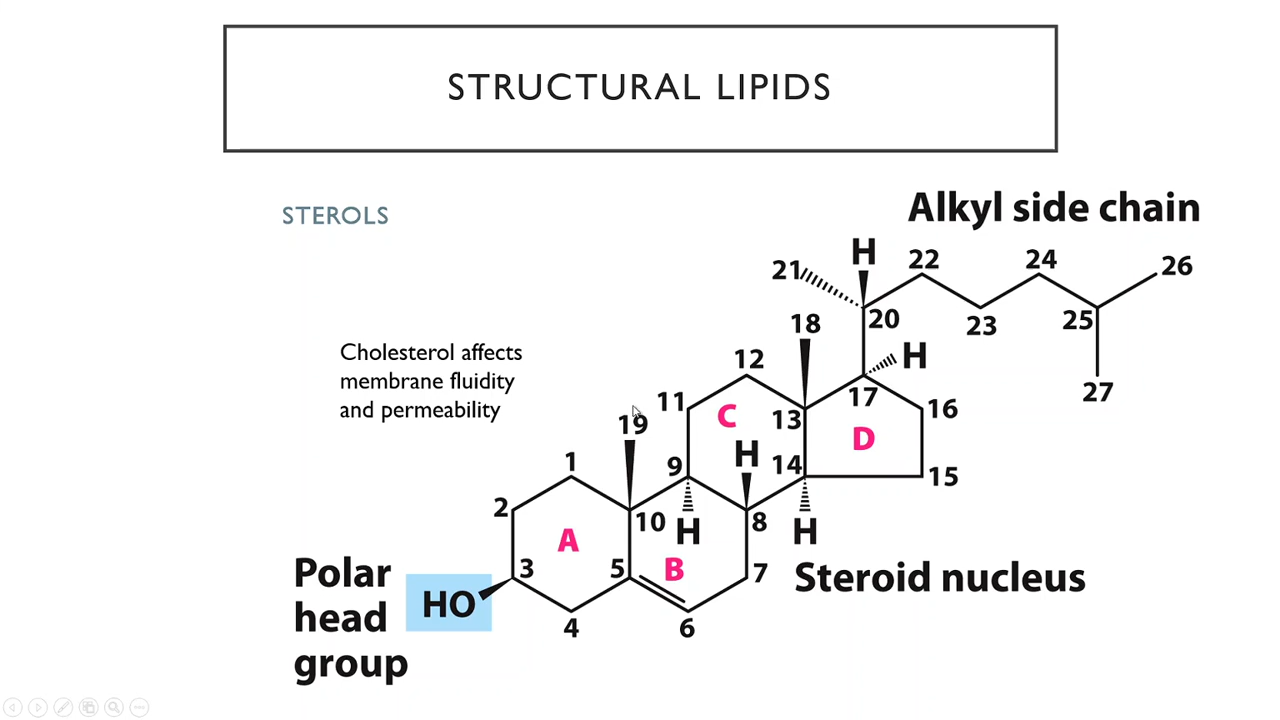 STRUCTURAL LIPIDS
STEROLS
Alkyl side chain
Cholesterol affects
membrane fluidity
and permeability
H
21
22
24
26
20
23
25
27
18
H
12
17
11
C
13
16
19
D
H
1
9
14
15
2
10
H
8
H
A
3
5
B
7
Steroid nucleus
Polar
head
group
HO
4
6